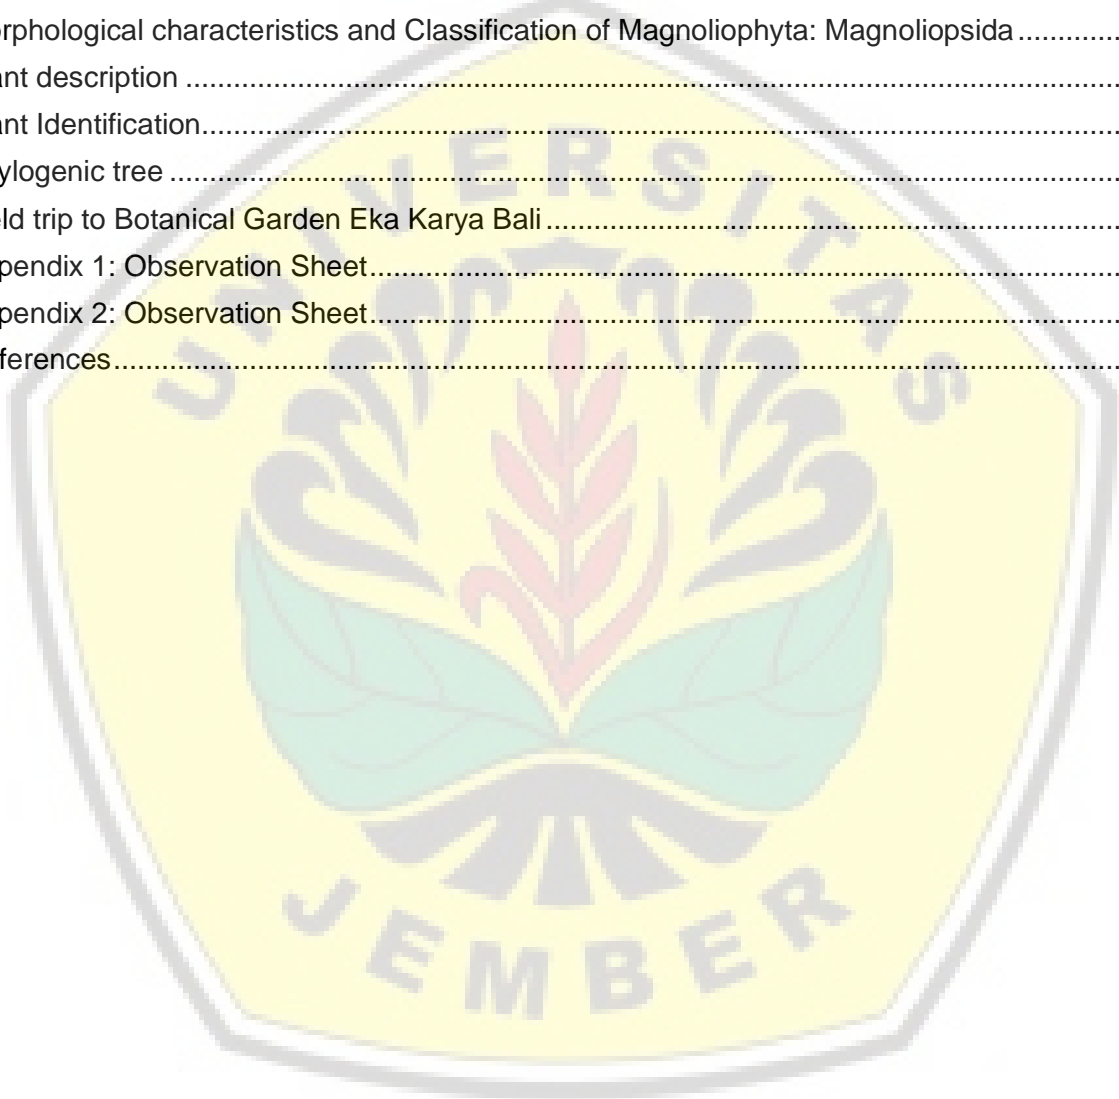 orphological characteristics and Classification of Magnoliophyta: Magnoliopsida .............
ant description ................................................................................
ant Identification................................................................................
ylogenic tree ................................................................................
eld trip to Botanical Garden Eka Karya Bali ................................................................
pendix 1: Observation Sheet................................................................
pendix 2: Observation Sheet................................................................
ferences................................................................................
UNIVERSITAS
JEMBER